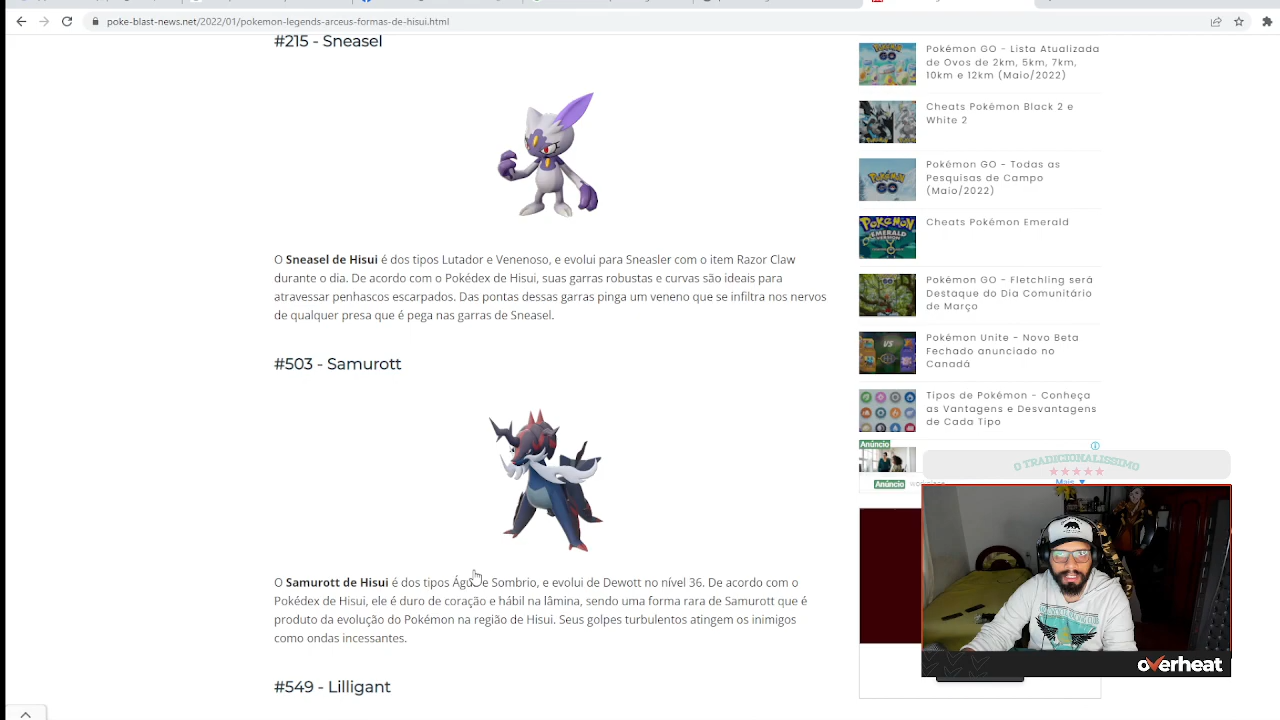 poke-blast-news.net/2022/01/pokemon-legends-arceus-formas-de-hisui.html
#215 - Sneasel
O Sneasel de Hisui é dos tipos Lutador e Venenoso, e evolui para Sneasler com o item Razor Claw
durante o dia. De acordo com o Pokédex de Hisui, suas garras robustas e curvas são ideais para
atravessar penhascos escarpados. Das pontas dessas garras pinga um veneno que se infiltra nos nervos
de qualquer presa que é pega nas garras de Sneasel.
#503 - Samurott
O Samurott de Hisui é dos tipos Água e Sombrio, e evolui de Dewott no nível 36. De acordo com o
Pokédex de Hisui, ele é duro de coração e hábil na lâmina, sendo uma forma rara de Samurott que é
produto da evolução do Pokémon na região de Hisui. Seus golpes turbulentos atingem os inimigos
como ondas incessantes.
#549 - Lilligant
Pokémon GO - Lista Atualizada
de Ovos de 2km, 5km, 7km,
10km e 12km (Maio/2022)
Cheats Pokémon Black 2 e
White 2
Pokémon GO - Todas as
Pesquisas de Campo
(Maio/2022)
Cheats Pokémon Emerald
POKéMON
EMERALD
VERSION
Pokémon GO - Fletchling será
Destaque do Dia Comunitário
de Março
Pokémon Unite - Novo Beta
Fechado anunciado no
Canadá
VS
Tipos de Pokémon - Conheça
as Vantagens e Desvantagens
de Cada Tipo
Anúncio
O TRADICIONALISSIMO
Mais
Anúncio
overheat